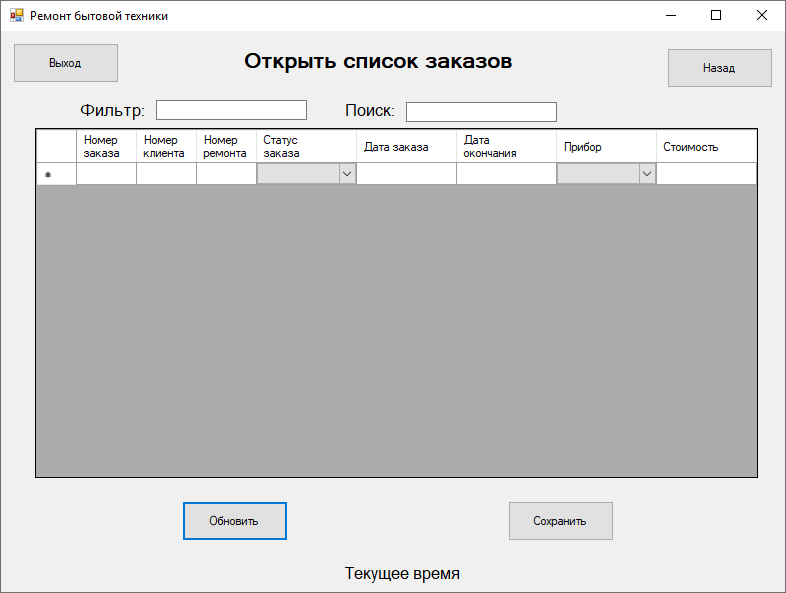 Ремонт бытовой техники
Выход
Открыть список заказов
Назад
Фильтр:
Поиск:
Номер заказа
Номер клиента
Номер ремонта
Статус заказа
Дата заказа
Дата окончания
Прибор
Стоимость
Обновить
Сохранить
Текущее время